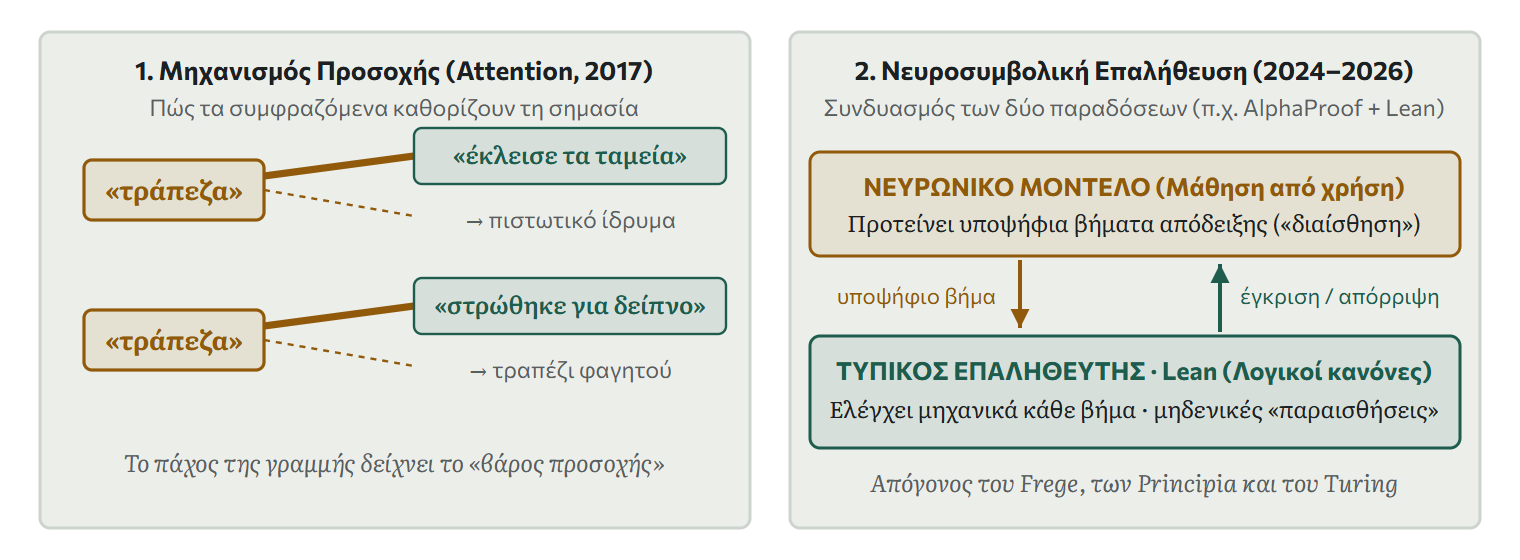 1. Μηχανισμός Προσοχής (Attention, 2017)
Πώς τα συμφραζόμενα καθορίζουν τη σημασία
«τράπεζα»
«έκλεισε τα ταμεία»
→ πιστωτικό ίδρυμα
«τράπεζα»
«στρώθηκε για δείπνο»
→ τραπέζι φαγητού
Το πάχος της γραμμής δείχνει το «βάρος προσοχής»
2. Νευροσυμβολική Επαλήθευση (2024–2026)
Συνδυασμός των δύο παραδόσεων (π.χ. AlphaProof + Lean)
ΝΕΥΡΩΝΙΚΟ ΜΟΝΤΕΛΟ (Μάθηση από χρήση)
Προτείνει υποψήφια βήματα απόδειξης («διαίσθηση»)
υποψήφιο βήμα
έγκριση / απόρριψη
ΤΥΠΙΚΟΣ ΕΠΑΛΗΘΕΥΤΗΣ · Lean (Λογικοί κανόνες)
Ελέγχει μηχανικά κάθε βήμα · μηδενικές «παραισθήσεις»
Απόγονος του Frege, των Principia και του Turing